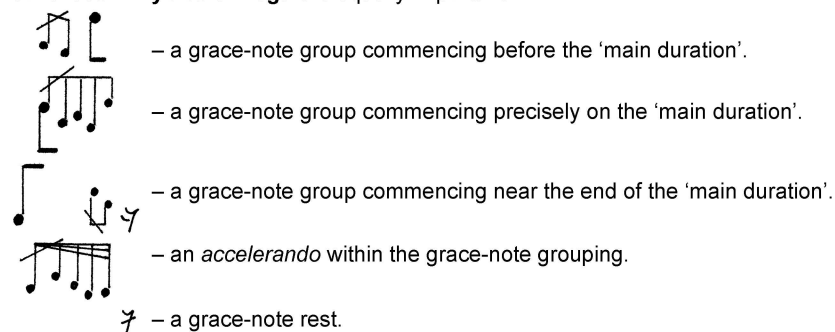 – a grace-note group commencing before the ‘main duration’.
– a grace-note group commencing precisely on the ‘main duration’.
– a grace-note group commencing near the end of the ‘main duration’.
– an accelerando within the grace-note grouping.
– a grace-note rest.